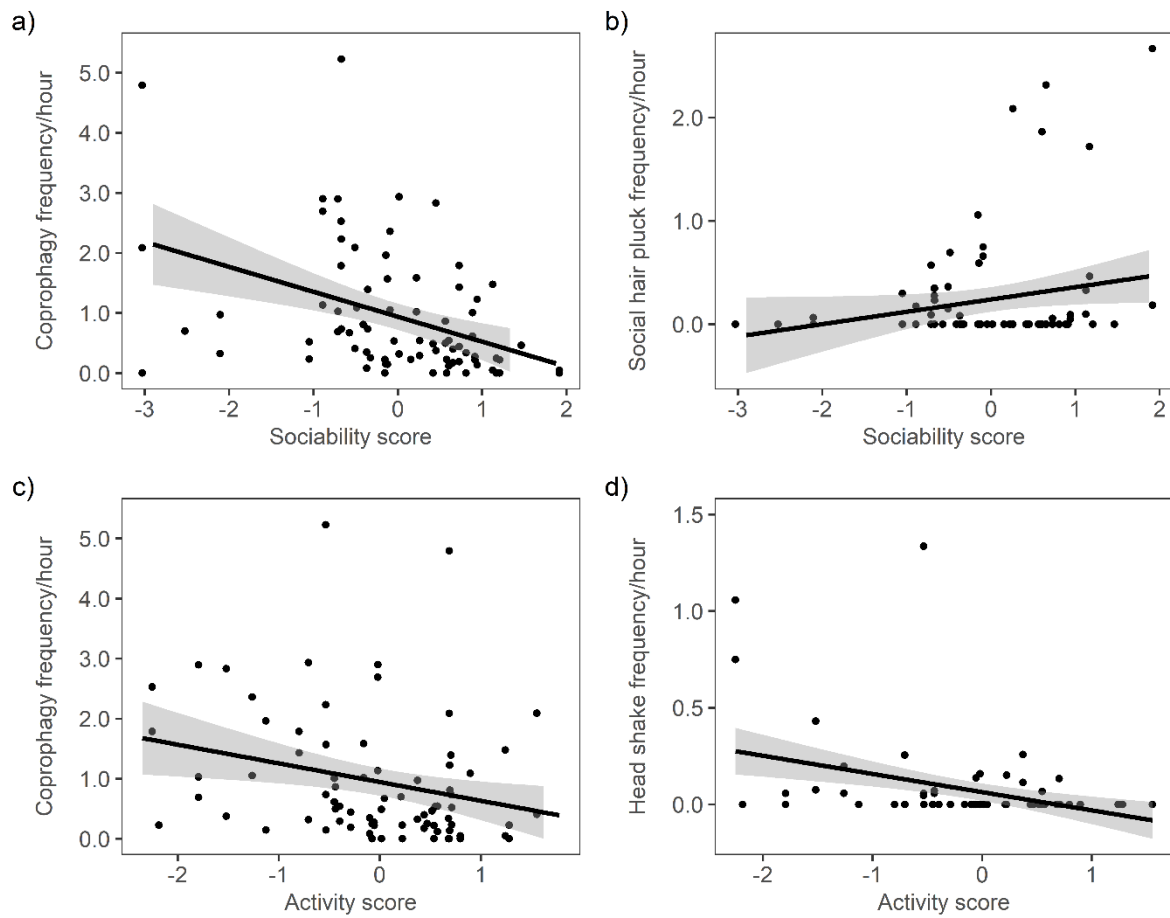 a)
Coprophagy frequency/hour
5.0
4.0
3.0
2.0
1.0
0.0
-3 -2 -1 0 1 2
Sociability score
b)
Social hair pluck frequency/hour
2.0
1.0
0.0
-3 -2 -1 0 1 2
Sociability score
c)
Coprophagy frequency/hour
5.0
4.0
3.0
2.0
1.0
0.0
-2 -1 0 1
Activity score
d)
Head shake frequency/hour
1.5
1.0
0.5
0.0
-2 -1 0 1
Activity score